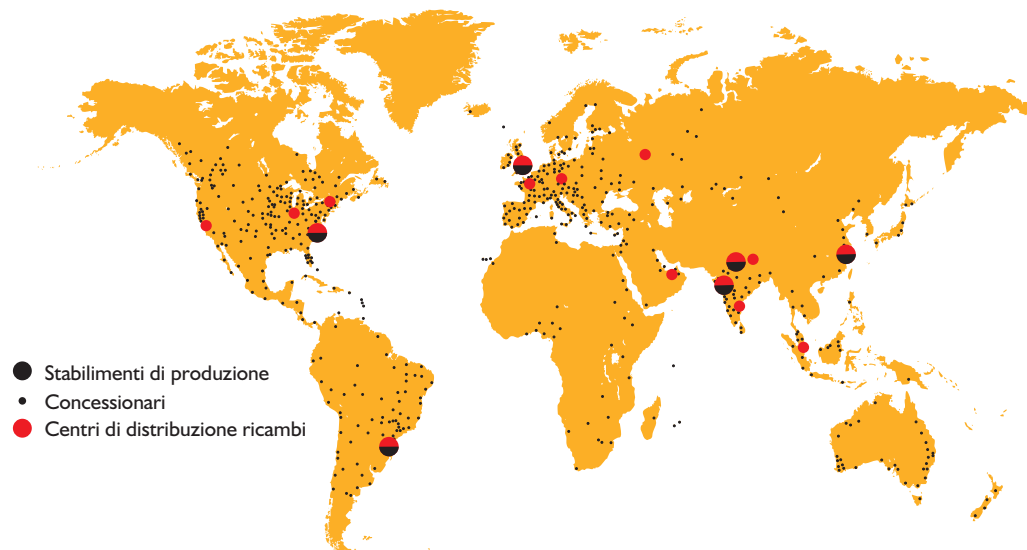 Stabilimenti di produzione
Concessionari
Centri di distribuzione ricambi